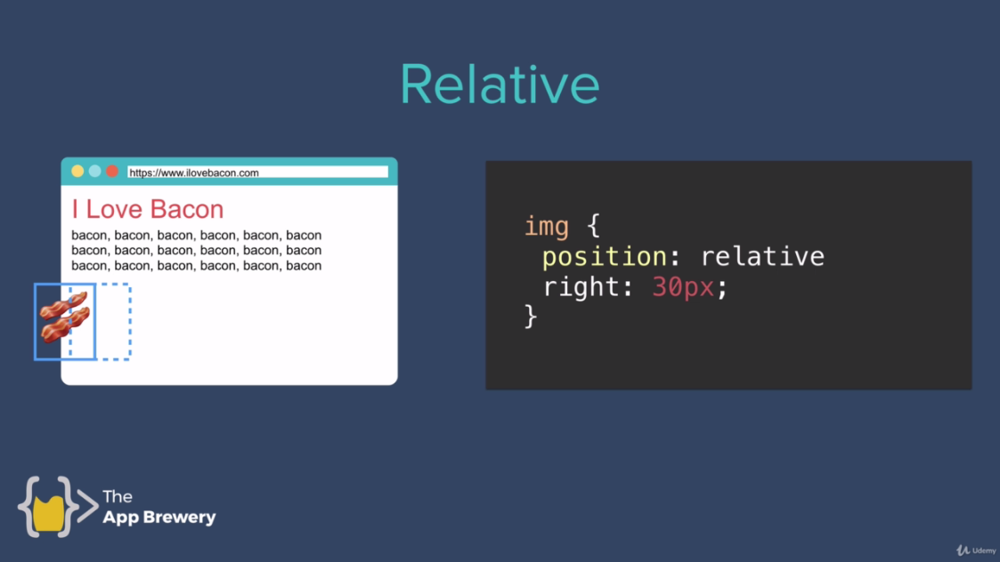 Relative
https://www.ilovebacon.com
I Love Bacon
bacon, bacon, bacon, bacon, bacon, bacon
bacon, bacon, bacon, bacon, bacon, bacon
bacon, bacon, bacon, bacon, bacon, bacon
img {
position: relative
right: 30px;
}
The
App Brewery
Udemy